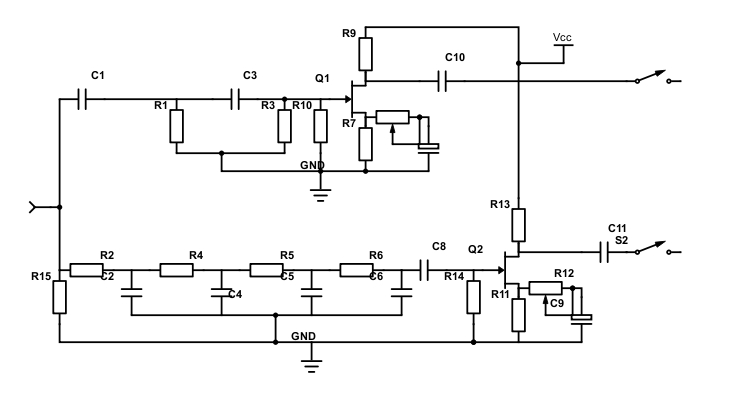 R9
Vcc
C10
C1
C3
Q1
R1
R3
R10
R7
GND
R13
C11
S2
R2
R4
R5
R6
C8
Q2
R15
C2
C4
C5
C6
R14
R12
R11
C9
GND